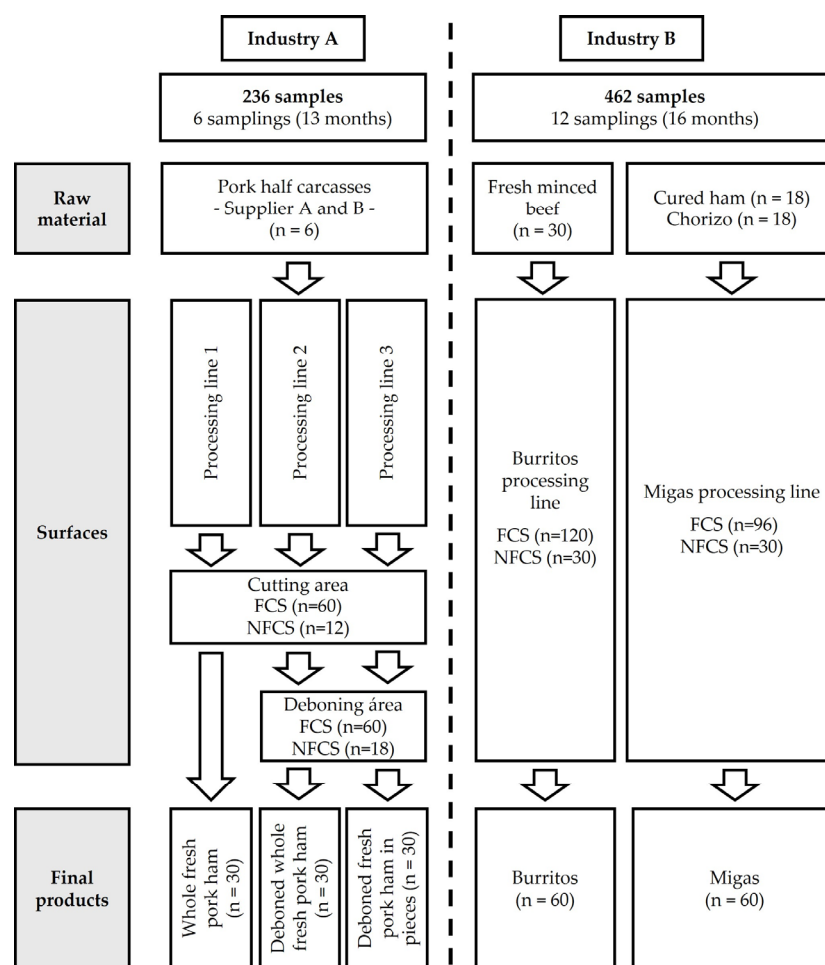 Industry A
Industry B
236 samples
6 samplings (13 months)
462 samples
12 samplings (16 months)
Raw
material
Pork half carcasses
- Supplier A and B -
(n = 6)
Fresh minced
beef
(n = 30)
Cured ham (n = 18)
Chorizo (n = 18)
Surfaces
Processing line 1
Processing line 2
Processing line 3
Cutting area
FCS (n=60)
NFCS (n=12)
Deboning área
FCS (n=60)
NFCS (n=18)
Burritos
processing
line
FCS (n=120)
NFCS (n=30)
Migas processing line
FCS (n=96)
NFCS (n=30)
Final
products
Whole fresh
pork ham
(n = 30)
Deboned whole
fresh pork ham
(n = 30)
Deboned fresh
pork ham in
pieces (n = 30)
Burritos
(n = 60)
Migas
(n = 60)